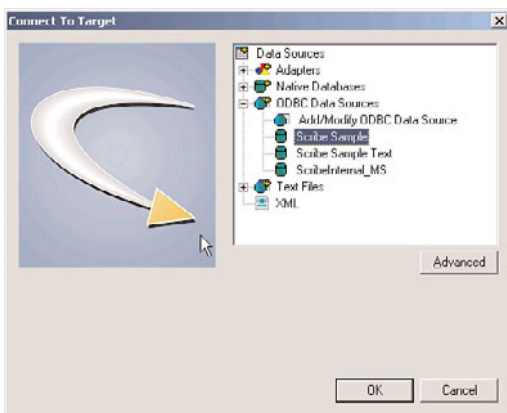 Connect To Target
Data Sources
Adapters
Native Databases
ODBC Data Sources
Add/Modify ODBC Data Source
Scribe Sample
Scribe Sample Text
ScribeInternal_MS
Text Files
XML
Advanced
OK
Cancel